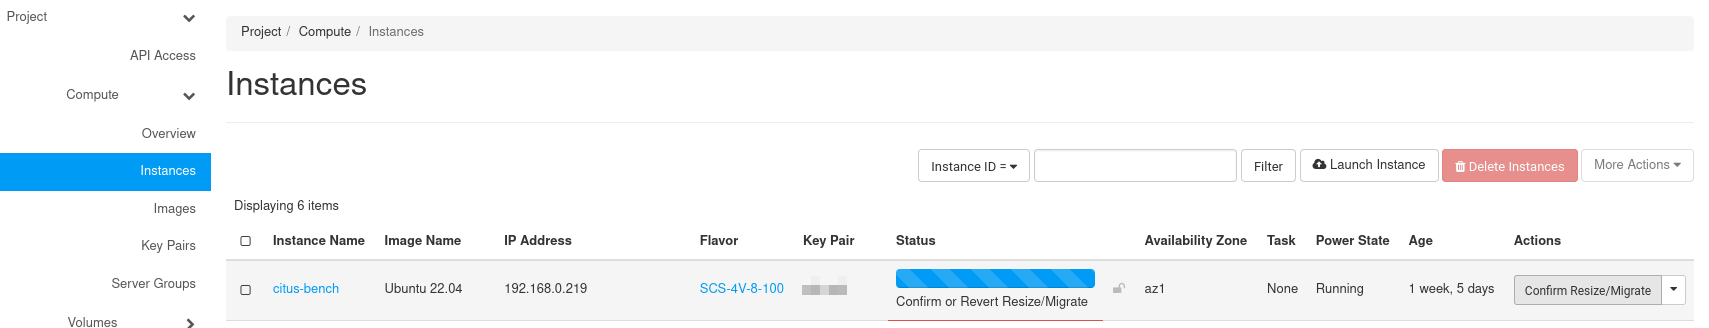 Project
API Access
Compute
Overview
Instances
Images
Key Pairs
Server Groups
Volumes
Project / Compute / Instances
Instances
Instance ID = Filter Launch Instance Delete Instances More Actions
Displaying 6 items
Instance Name Image Name IP Address Flavor Key Pair Status Availability Zone Task Power State Age Actions
citus-bench Ubuntu 22.04 192.168.0.219 SCS-4V-8-100 Confirm or Revert Resize/Migrate az1 None Running 1 week, 5 days Confirm Resize/Migrate